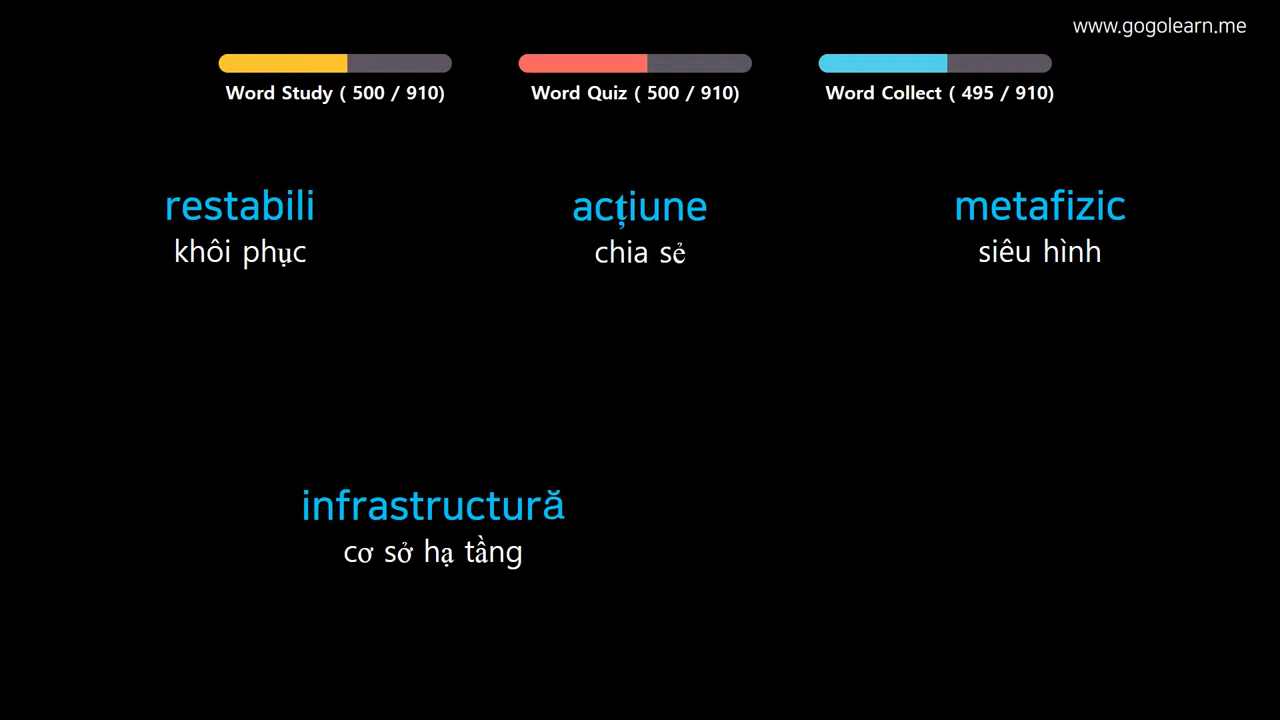 www.gogolearn.me
Word Study ( 500 / 910)
Word Quiz ( 500 / 910)
Word Collect ( 495 / 910)
restabili
khôi phục
acțiune
chia sẻ
metafizic
siêu hình
infrastructură
cơ sở hạ tầng